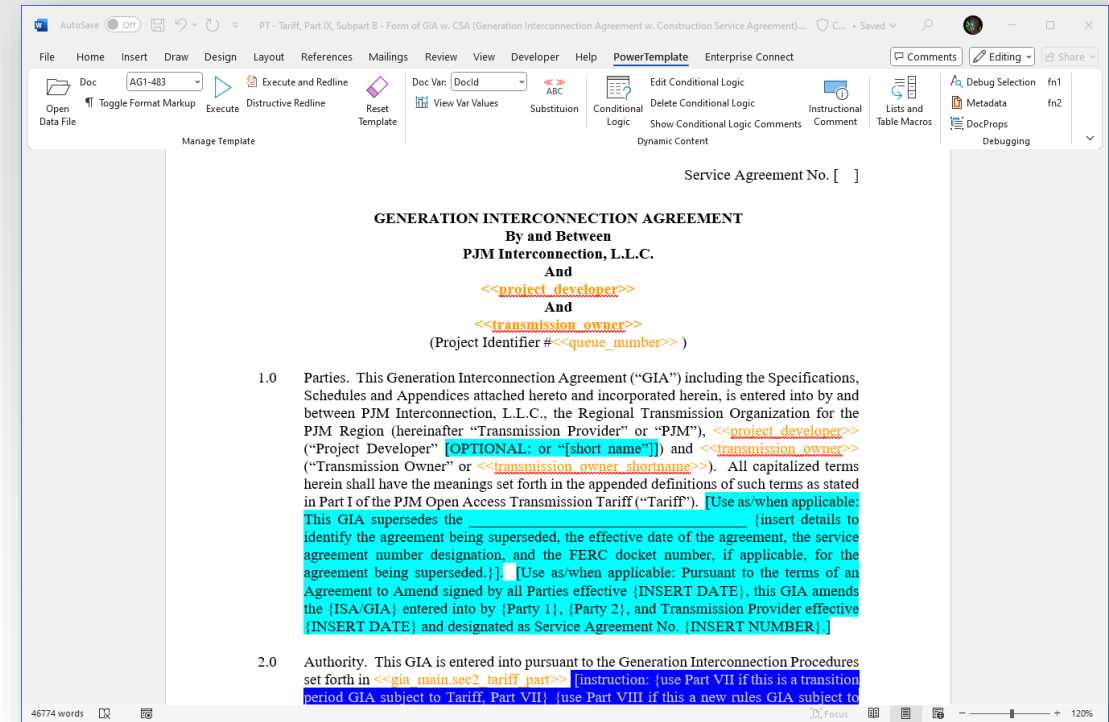 AutoSave Off PT - Tariff, Part IX, Subpart B - Form of GIA w. CSA (Generation Interconnection Agreement w. Construction Service Agreement).... C... • Saved
File Home Insert Draw Design Layout References Mailings Review View Developer Help PowerTemplate Enterprise Connect Comments Editing Share
Open Data File
Doc AG1-483
¶ Toggle Format Markup
Execute
Execute and Redline
Distructive Redline
Reset Template
Manage Template
Doc Var: DocId
View Var Values
ABC
Substituion
Conditional Logic
Edit Conditional Logic
Delete Conditional Logic
Show Conditional Logic Comments
Instructional Comment
Dynamic Content
Lists and Table Macros
Debug Selection fn1
Metadata fn2
DocProps
Debugging
Service Agreement No. [ ]
GENERATION INTERCONNECTION AGREEMENT
By and Between
PJM Interconnection, L.L.C.
And
<<project_developer>>
And
<<transmission_owner>>
(Project Identifier #<<queue_number>> )
1.0 Parties. This Generation Interconnection Agreement (“GIA”) including the Specifications,
Schedules and Appendices attached hereto and incorporated herein, is entered into by and
between PJM Interconnection, L.L.C., the Regional Transmission Organization for the
PJM Region (hereinafter “Transmission Provider” or “PJM”), <<project_developer>>
(“Project Developer” [OPTIONAL: or “[short name”]]) and <<transmission_owner>>
(“Transmission Owner” or <<transmission_owner_shortname>>). All capitalized terms
herein shall have the meanings set forth in the appended definitions of such terms as stated
in Part I of the PJM Open Access Transmission Tariff (“Tariff”). [Use as/when applicable:
This GIA supersedes the ______________________________ {insert details to
identify the agreement being superseded, the effective date of the agreement, the service
agreement number designation, and the FERC docket number, if applicable, for the
agreement being superseded.}]. [Use as/when applicable: Pursuant to the terms of an
Agreement to Amend signed by all Parties effective {INSERT DATE}, this GIA amends
the {ISA/GIA} entered into by {Party 1}, {Party 2}, and Transmission Provider effective
{INSERT DATE} and designated as Service Agreement No. {INSERT NUMBER}.]
2.0 Authority. This GIA is entered into pursuant to the Generation Interconnection Procedures
set forth in <<gia_main.sec2_tariff_part>> [instruction: {use Part VII if this is a transition
period GIA subject to Tariff, Part VII} {use Part VIII if this a new rules GIA subject to
46774 words Focus 120%